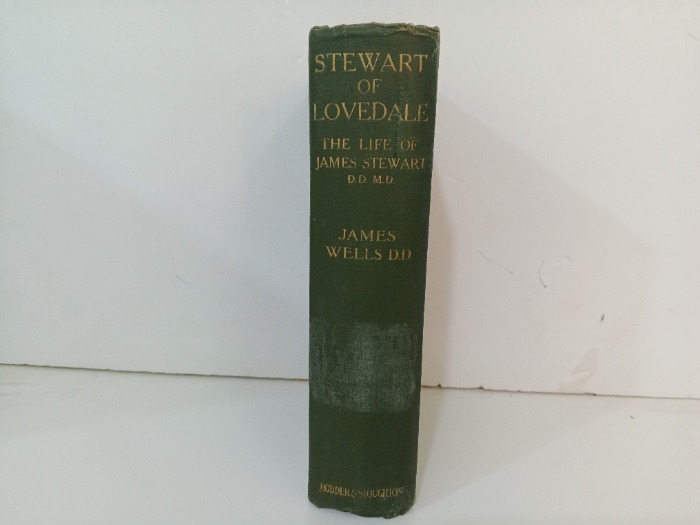 STEWART
OF
LOVEDALE
THE LIFE OF
JAMES STEWART
D.D. M.D.
JAMES
WELLS D.D
HODDER & STOUGHTON